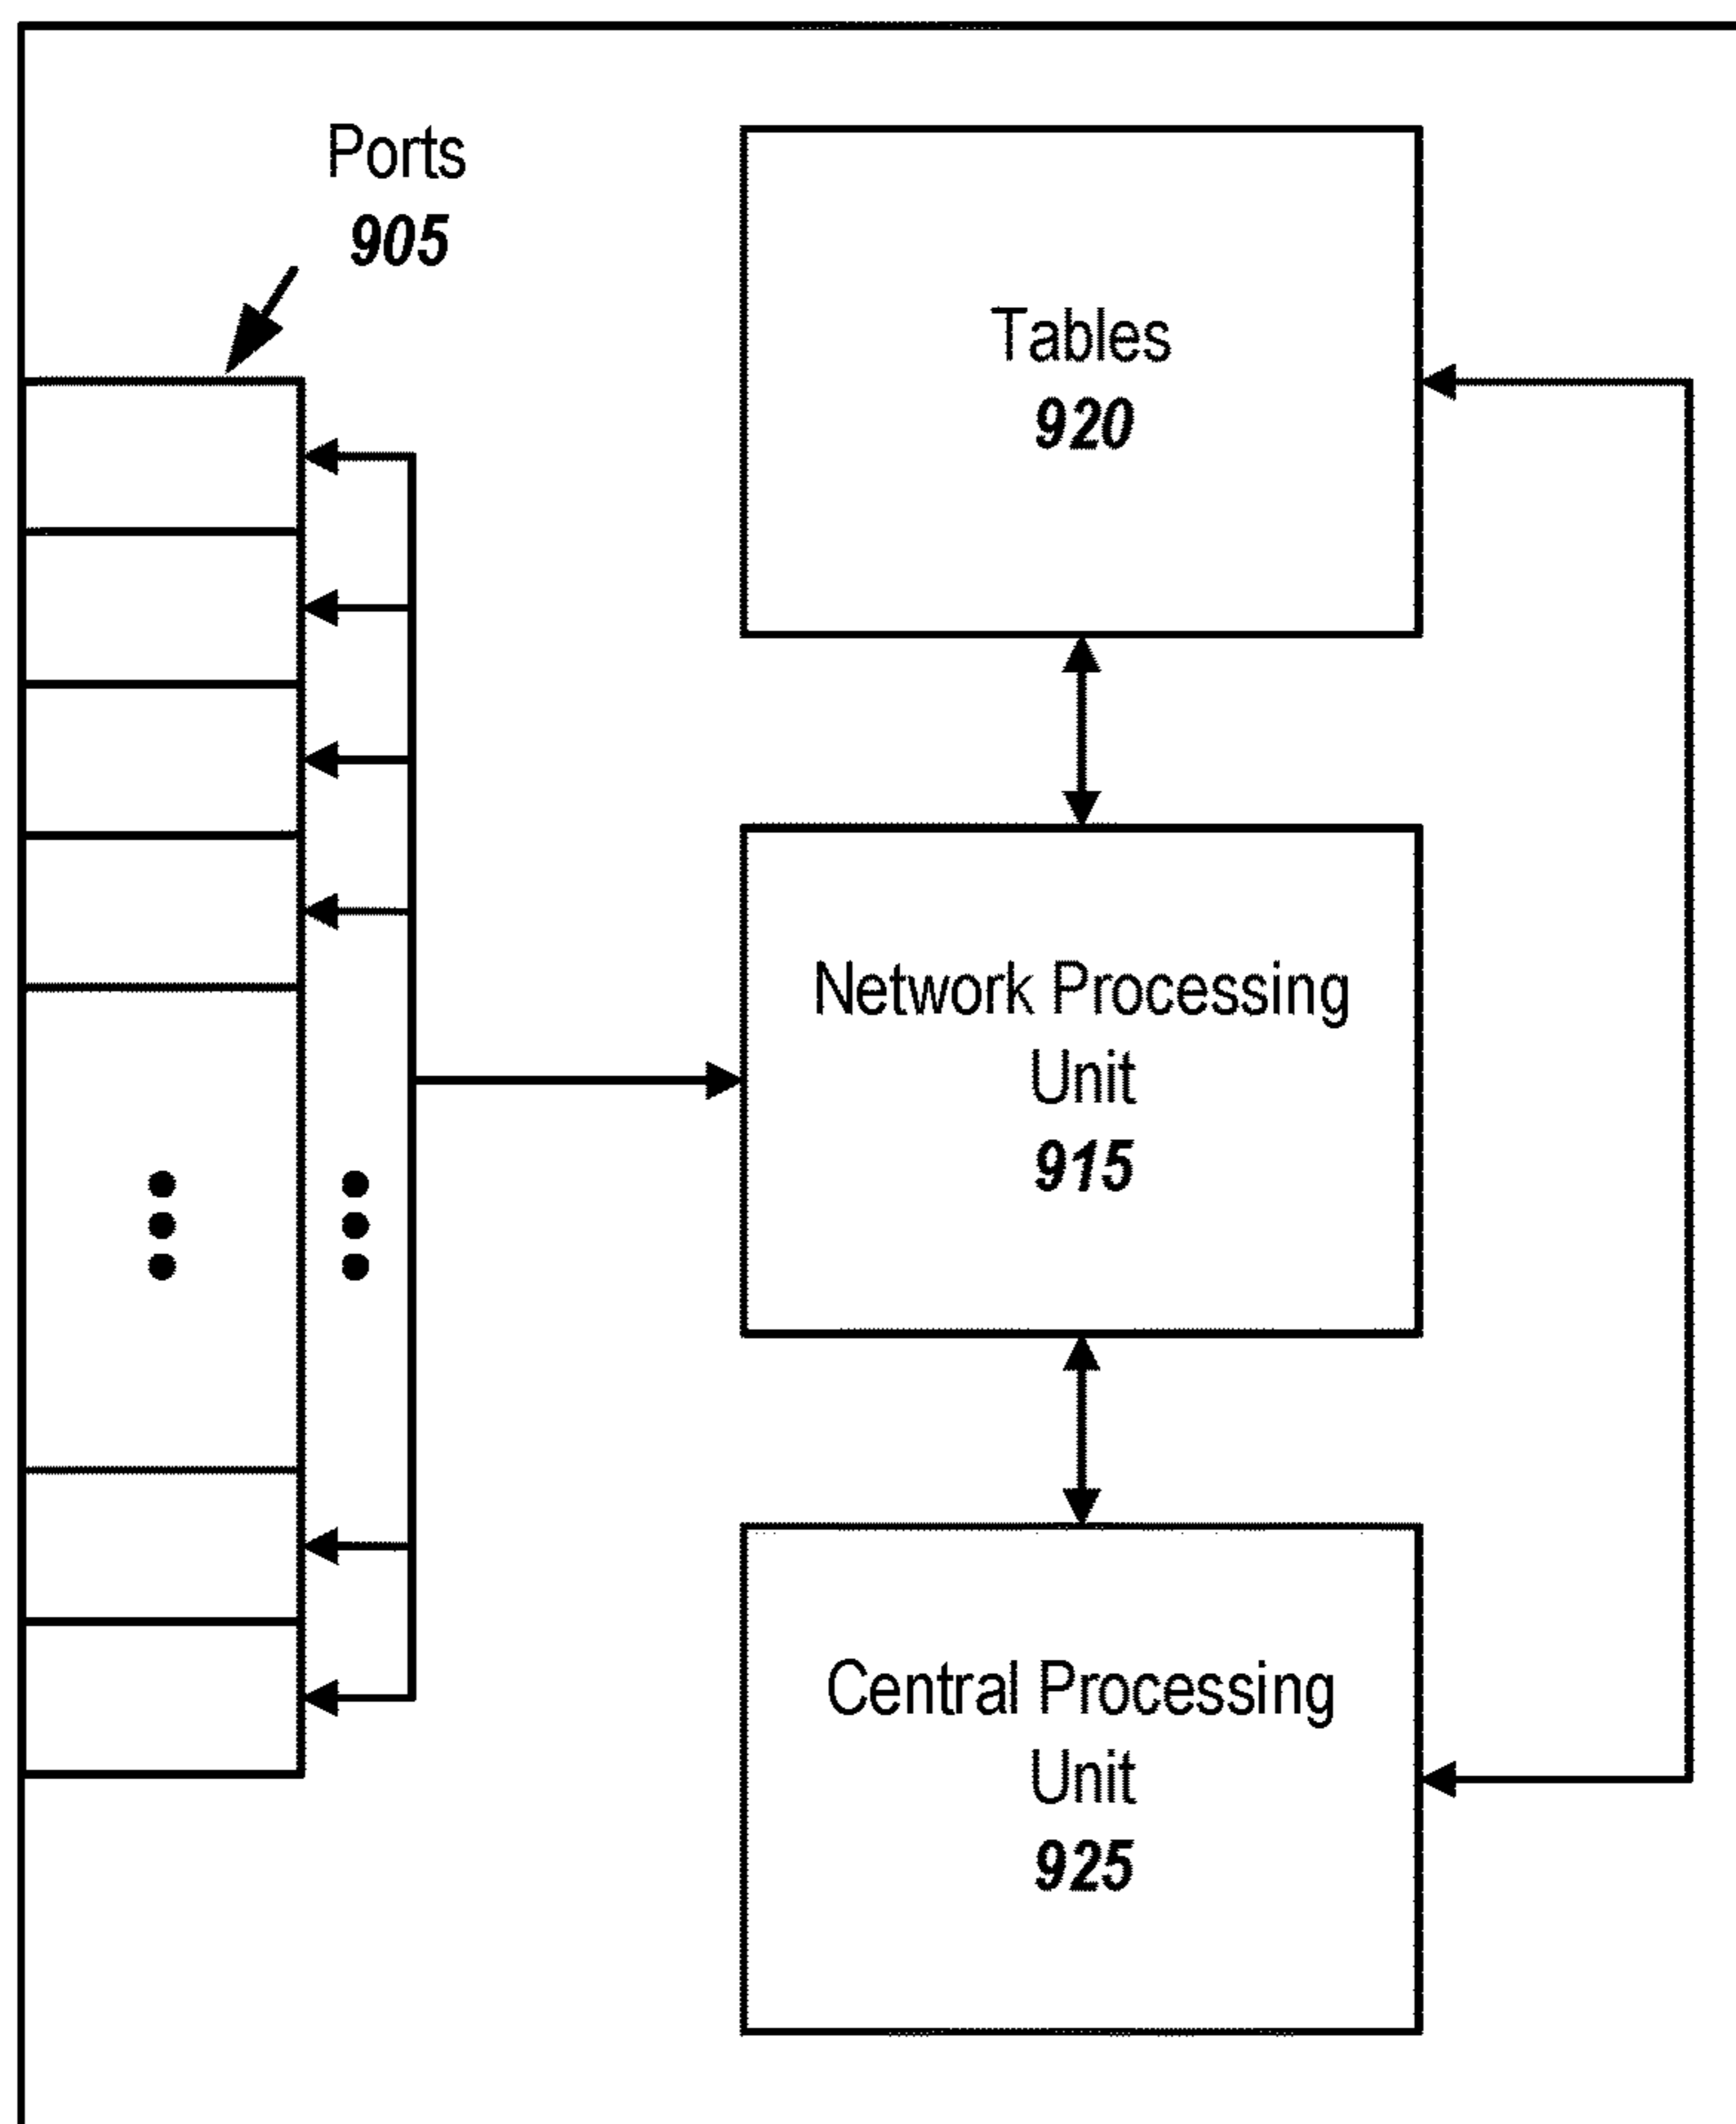 Ports
905
Tables
920
Network Processing
Unit
915
Central Processing
Unit
925